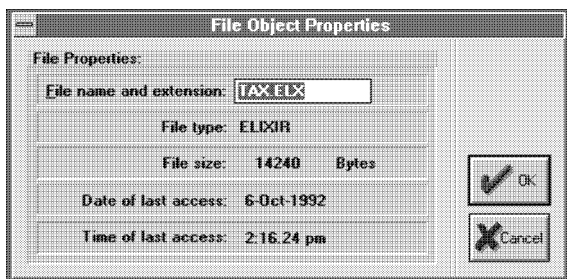 File Object Properties
File Properties:
File name and extension: TAX.ELX
File type: ELIXIR
File size: 14240 Bytes
Date of last access: 6-Oct-1992
Time of last access: 2:16.24 pm
OK
Cancel